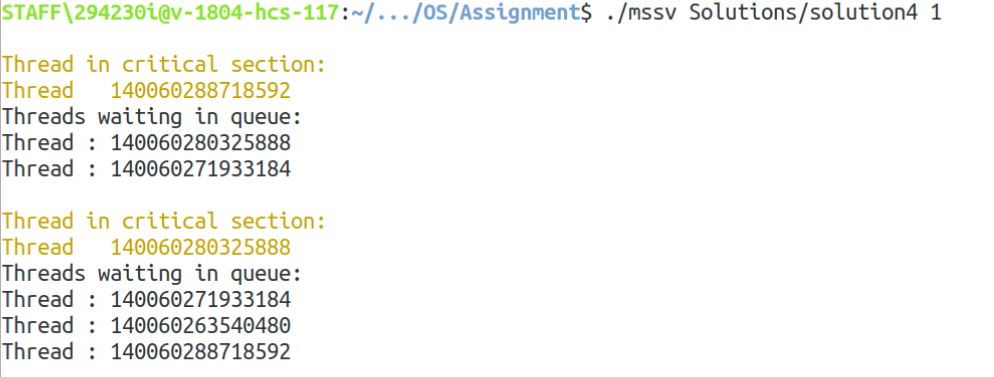 STAFF\294230i@v-1804-hcs-117:~/.../OS/Assignment$ ./mssv Solutions/solution4 1
Thread in critical section:
Thread   140060288718592
Threads waiting in queue:
Thread : 140060280325888
Thread : 140060271933184
Thread in critical section:
Thread   140060280325888
Threads waiting in queue:
Thread : 140060271933184
Thread : 140060263540480
Thread : 140060288718592